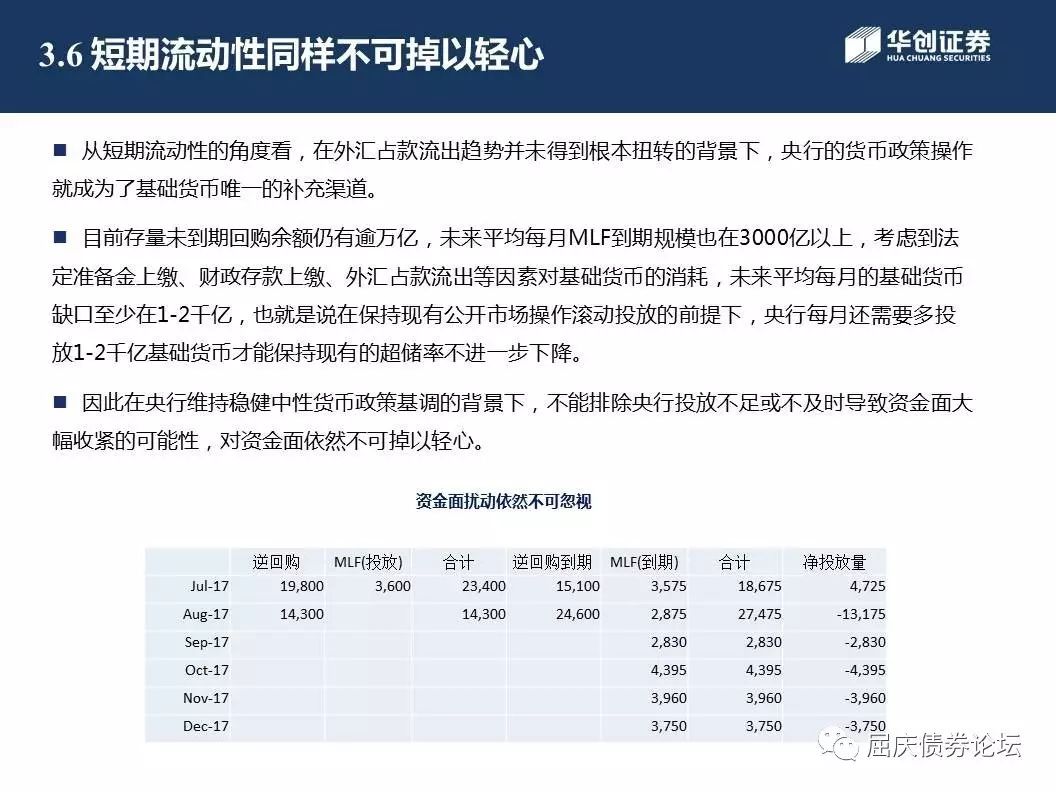 3.6 短期流动性同样不可掉以轻心
华创证券
HUA CHUANG SECURITIES
■ 从短期流动性的角度看，在外汇占款流出趋势并未得到根本扭转的背景下，央行的货币政策操作
就成为了基础货币唯一的补充渠道。
■ 目前存量未到期回购余额仍有逾万亿，未来平均每月MLF到期规模也在3000亿以上，考虑到法
定准备金上缴、财政存款上缴、外汇占款流出等因素对基础货币的消耗，未来平均每月的基础货币
缺口至少在1-2千亿，也就是说在保持现有公开市场操作滚动投放的前提下，央行每月还需要多投
放1-2千亿基础货币才能保持现有的超储率不进一步下降。
■ 因此在央行维持稳健中性货币政策基调的背景下，不能排除央行投放不足或不及时导致资金面大
幅收紧的可能性，对资金面依然不可掉以轻心。
资金面扰动依然不可忽视
逆回购 MLF(投放) 合计 逆回购到期 MLF(到期) 合计 净投放量
Jul-17 19,800 3,600 23,400 15,100 3,575 18,675 4,725
Aug-17 14,300 14,300 24,600 2,875 27,475 -13,175
Sep-17 2,830 2,830 -2,830
Oct-17 4,395 4,395 -4,395
Nov-17 3,960 3,960 -3,960
Dec-17 3,750 3,750 -3,750
屈庆债券论坛